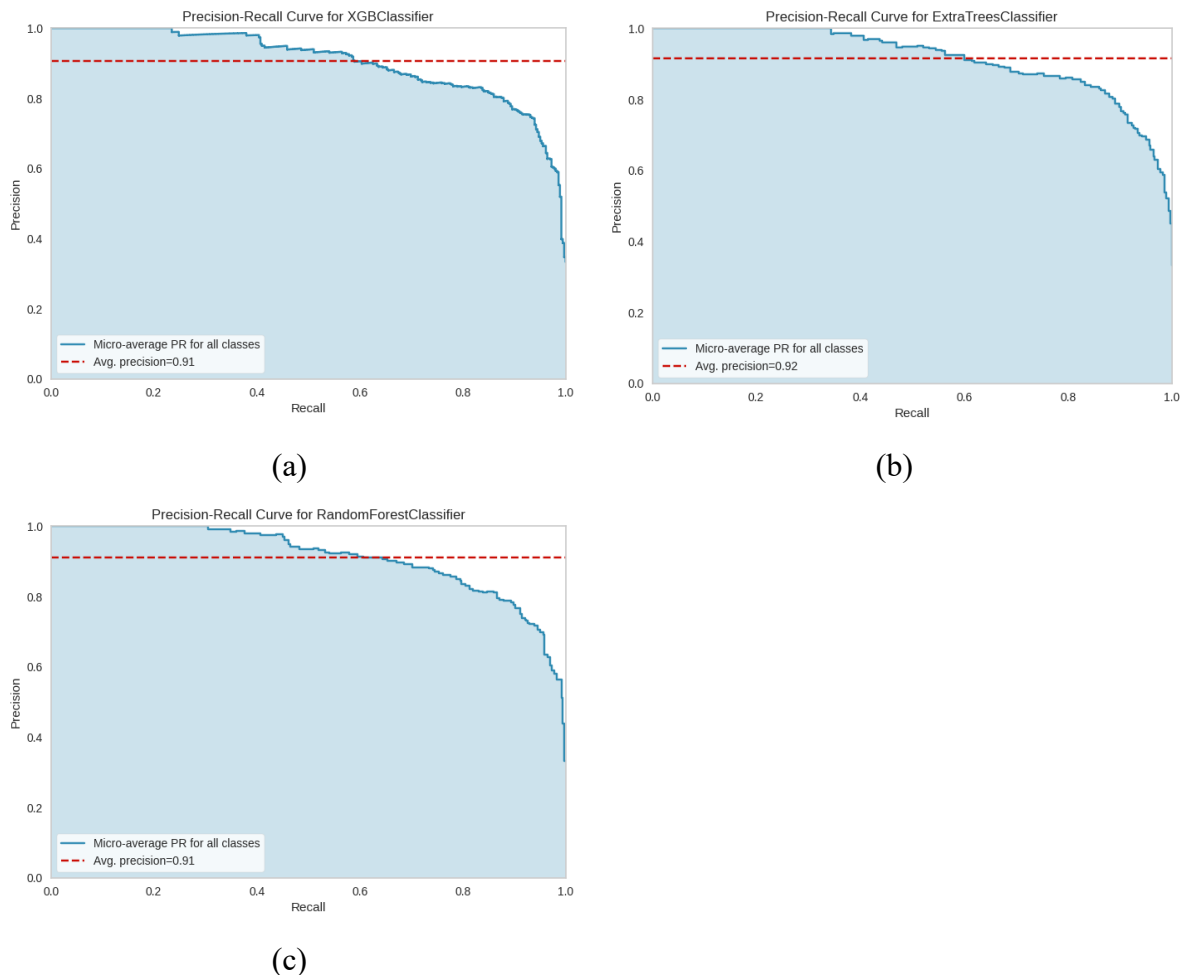 Precision-Recall Curve for XGBClassifier
1.0
0.8
0.6
0.4
0.2
0.0
Precision
Micro-average PR for all classes
Avg. precision=0.91
0.0 0.2 0.4 0.6 0.8 1.0
Recall
(a)
Precision-Recall Curve for ExtraTreesClassifier
1.0
0.8
0.6
0.4
0.2
0.0
Precision
Micro-average PR for all classes
Avg. precision=0.92
0.0 0.2 0.4 0.6 0.8 1.0
Recall
(b)
Precision-Recall Curve for RandomForestClassifier
1.0
0.8
0.6
0.4
0.2
0.0
Precision
Micro-average PR for all classes
Avg. precision=0.91
0.0 0.2 0.4 0.6 0.8 1.0
Recall
(c)